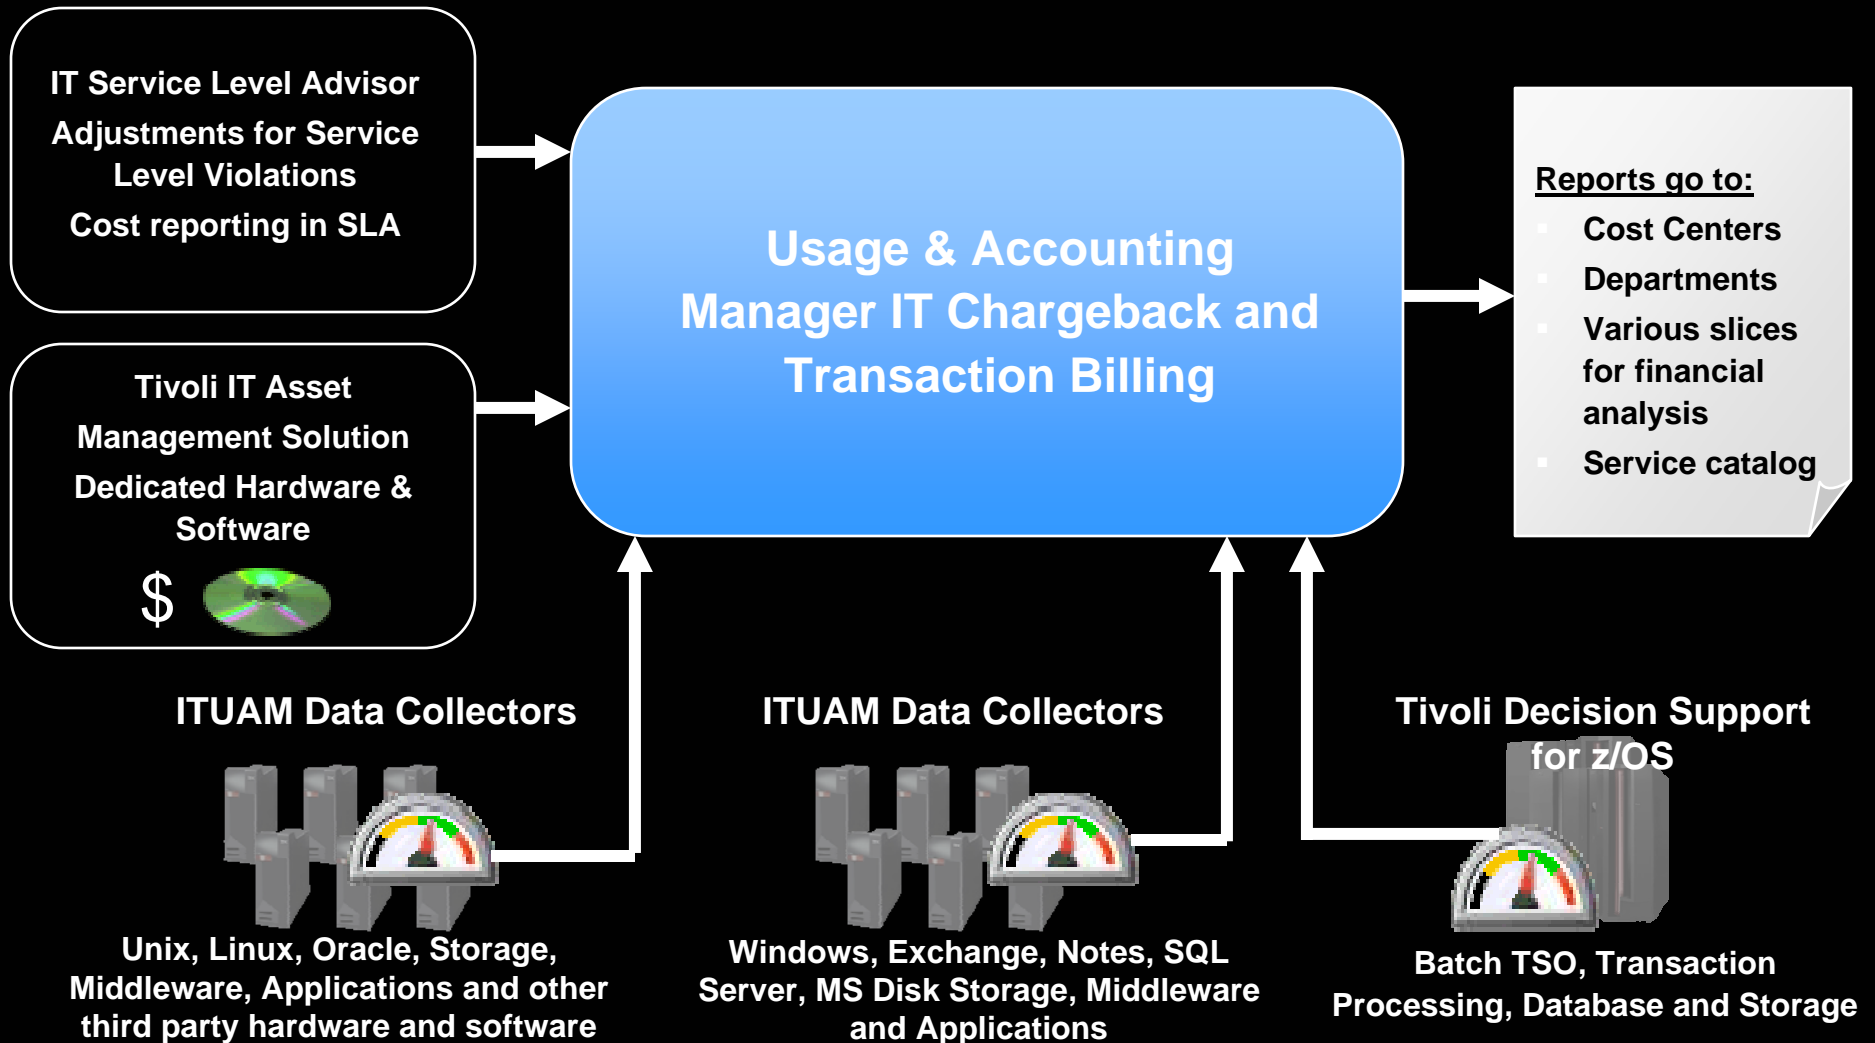 IT Service Level Advisor
Adjustments for Service
Level Violations
Cost reporting in SLA
Tivoli IT Asset
Management Solution
Dedicated Hardware &
Software
$
Usage & Accounting
Manager IT Chargeback and
Transaction Billing
Reports go to:
Cost Centers
Departments
Various slices
for financial
analysis
Service catalog
ITUAM Data Collectors
Unix, Linux, Oracle, Storage,
Middleware, Applications and other
third party hardware and software
ITUAM Data Collectors
Windows, Exchange, Notes, SQL
Server, MS Disk Storage, Middleware
and Applications
Tivoli Decision Support
for z/OS
Batch TSO, Transaction
Processing, Database and Storage